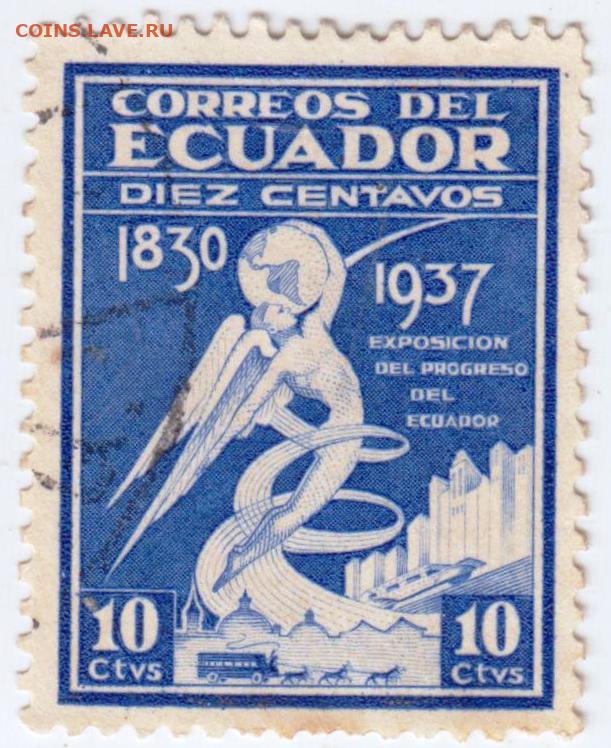 COINS.LAVE.RU
CORREOS DEL
ECUADOR
DIEZ CENTAVOS
1830
1937
EXPOSICION
DEL PROGRESO
DEL
ECUADOR
10
Ctvs
10
Ctvs